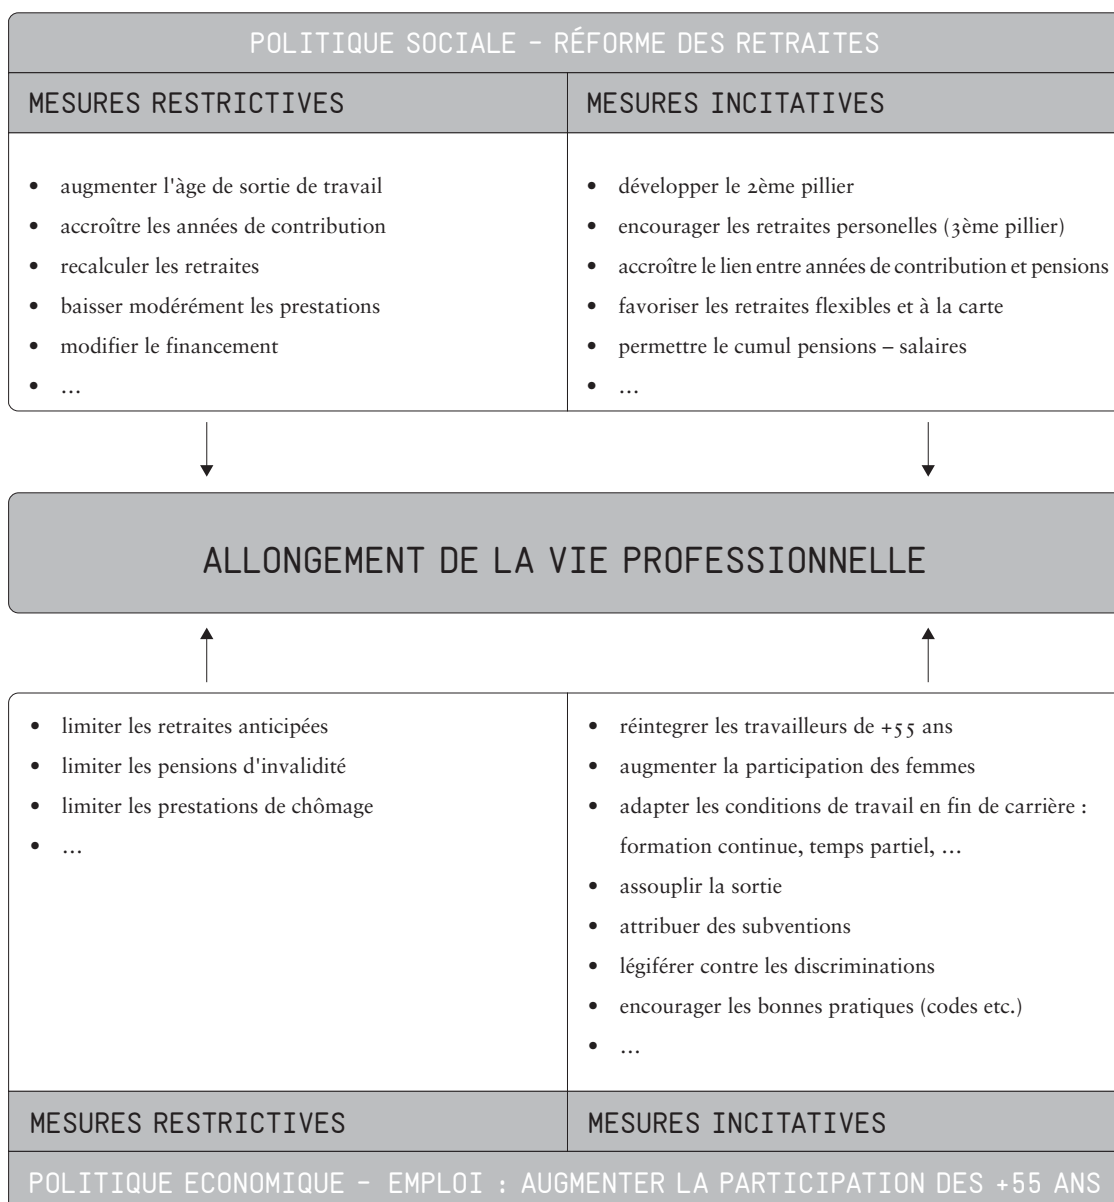 POLITIQUE SOCIALE – RÉFORME DES RETRAITES
MESURES RESTRICTIVES
• augmenter l'àge de sortie de travail
• accroître les années de contribution
• recalculer les retraites
• baisser modérément les prestations
• modifier le financement
• ...
MESURES INCITATIVES
• développer le 2ème pillier
• encourager les retraites personelles (3ème pillier)
• accroître le lien entre années de contribution et pensions
• favoriser les retraites flexibles et à la carte
• permettre le cumul pensions – salaires
• ...
ALLONGEMENT DE LA VIE PROFESSIONNELLE
• limiter les retraites anticipées
• limiter les pensions d'invalidité
• limiter les prestations de chômage
• ...
MESURES RESTRICTIVES
• réintegrer les travailleurs de +55 ans
• augmenter la participation des femmes
• adapter les conditions de travail en fin de carrière :
formation continue, temps partiel, ...
• assouplir la sortie
• attribuer des subventions
• légiférer contre les discriminations
• encourager les bonnes pratiques (codes etc.)
• ...
MESURES INCITATIVES
POLITIQUE ECONOMIQUE – EMPLOI : AUGMENTER LA PARTICIPATION DES +55 ANS